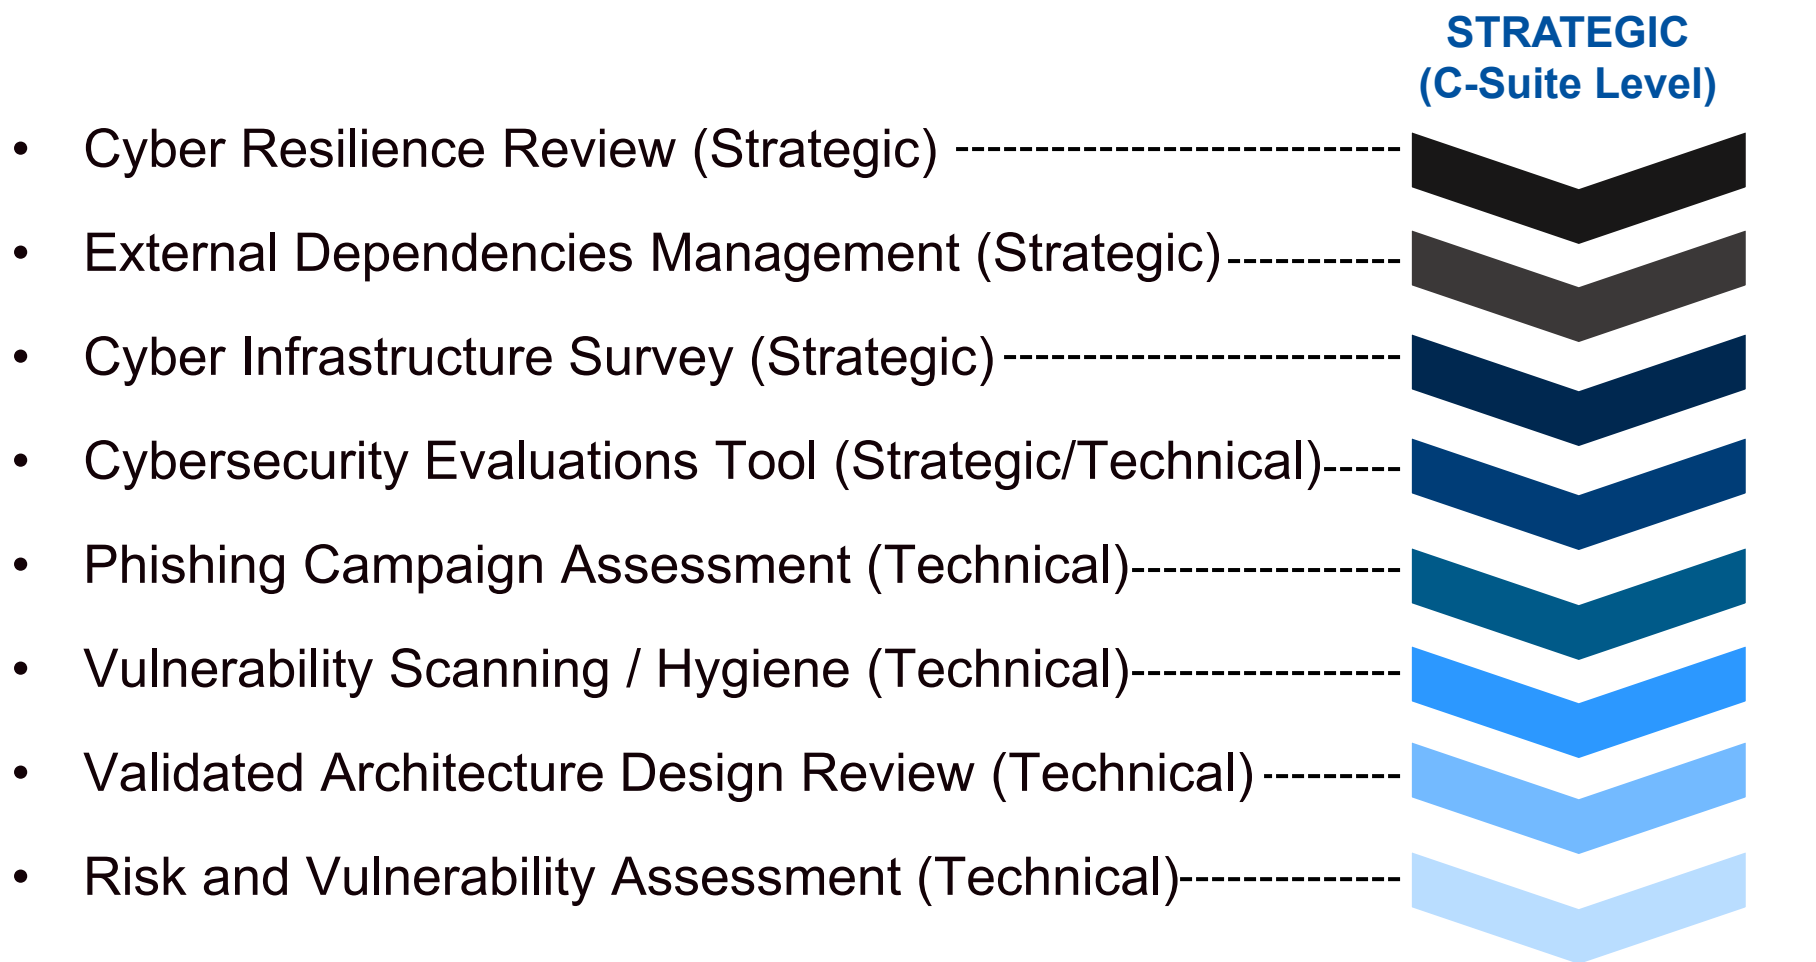 STRATEGIC
(C-Suite Level)
• Cyber Resilience Review (Strategic)
• External Dependencies Management (Strategic)
• Cyber Infrastructure Survey (Strategic)
• Cybersecurity Evaluations Tool (Strategic/Technical)
• Phishing Campaign Assessment (Technical)
• Vulnerability Scanning / Hygiene (Technical)
• Validated Architecture Design Review (Technical)
• Risk and Vulnerability Assessment (Technical)